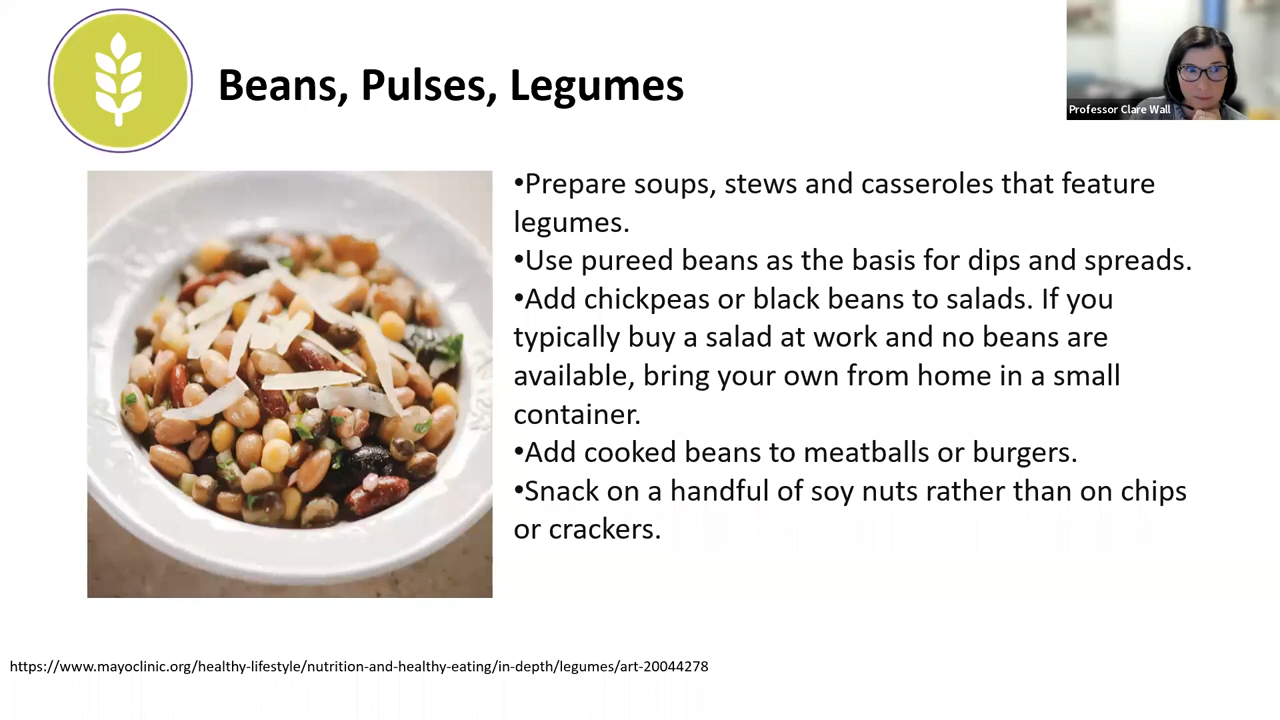 Beans, Pulses, Legumes
Professor Clare Wall
•Prepare soups, stews and casseroles that feature
legumes.
•Use pureed beans as the basis for dips and spreads.
•Add chickpeas or black beans to salads. If you
typically buy a salad at work and no beans are
available, bring your own from home in a small
container.
•Add cooked beans to meatballs or burgers.
•Snack on a handful of soy nuts rather than on chips
or crackers.
https://www.mayoclinic.org/healthy-lifestyle/nutrition-and-healthy-eating/in-depth/legumes/art-20044278